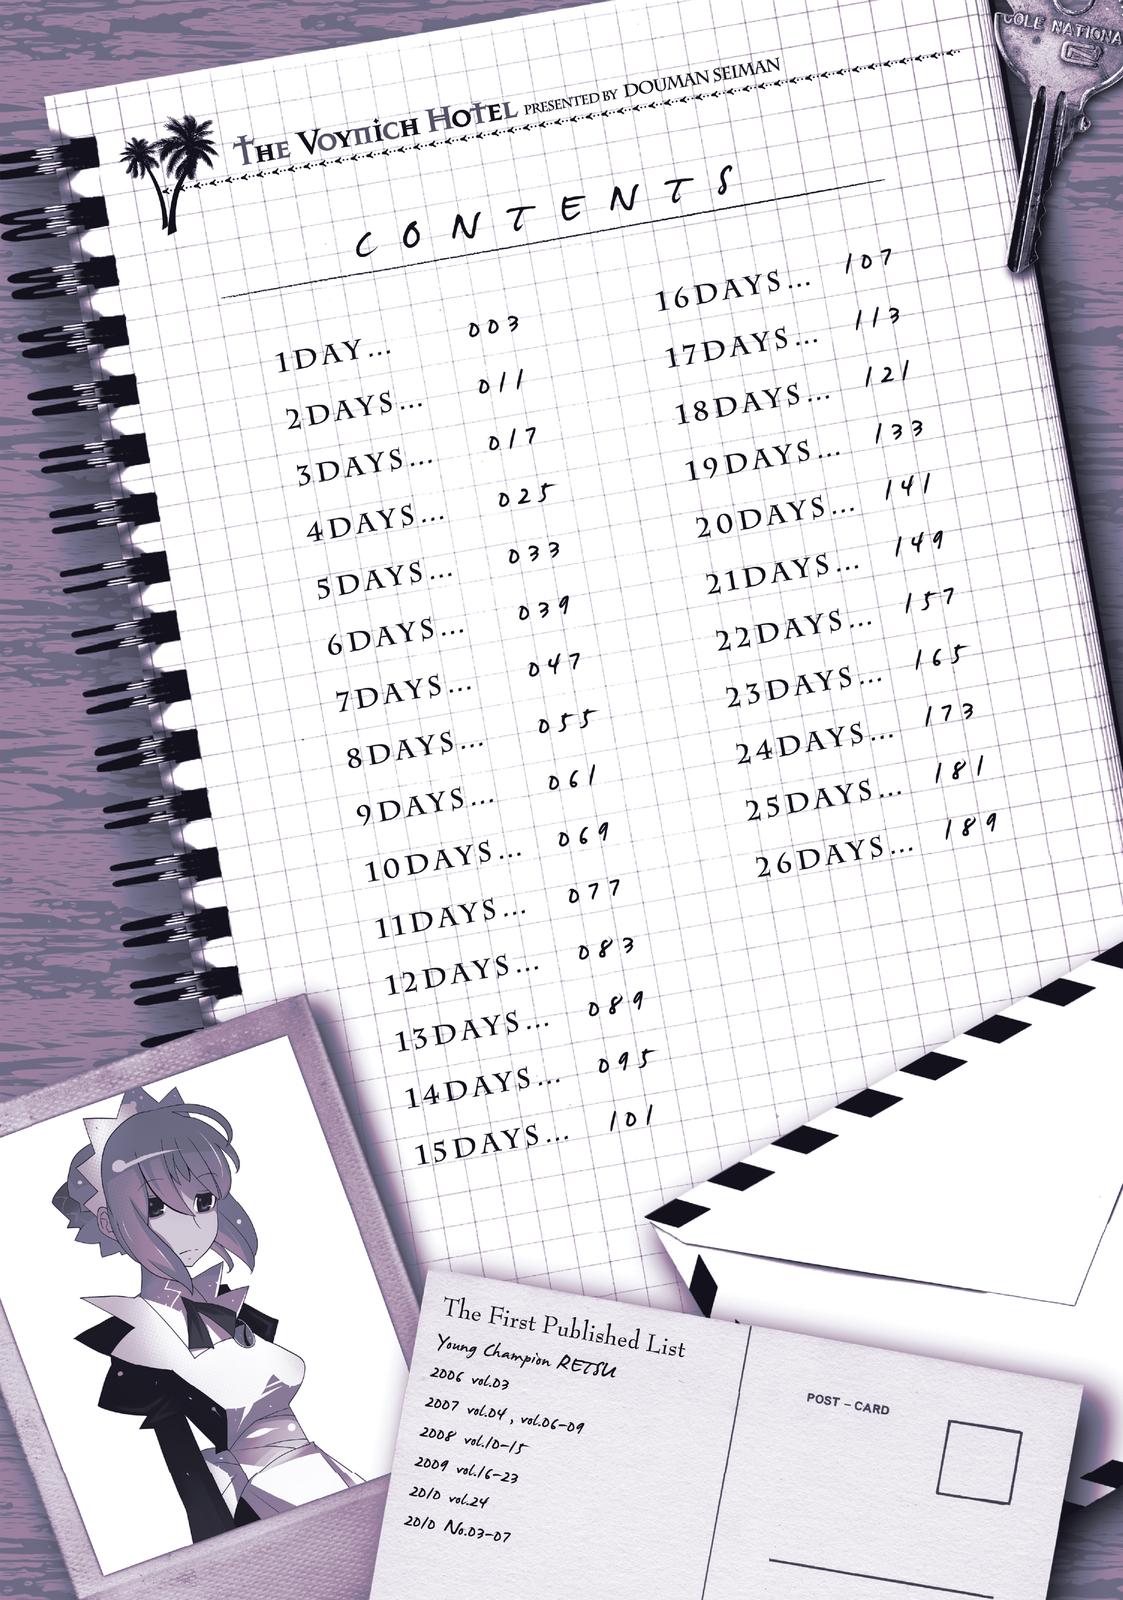 COLE NATIONA
THE VOYNICH HOTEL PRESENTED BY DOUMAN SEIMAN
CONTENTS
1DAY... 003
2DAYS... 011
3DAYS... 017
4DAYS... 025
5DAYS... 033
6DAYS... 039
7DAYS... 047
8DAYS... 055
9DAYS... 061
10DAYS... 069
11DAYS... 077
12DAYS... 083
13DAYS... 089
14DAYS... 095
15DAYS... 101
16DAYS... 107
17DAYS... 113
18DAYS... 121
19DAYS... 133
20DAYS... 141
21DAYS... 149
22DAYS... 157
23DAYS... 165
24DAYS... 173
25DAYS... 181
26DAYS... 189
The First Published List
Young Champion RETSU
2006 vol.03
2007 vol.04, vol.06-09
2008 vol.10-15
2009 vol.16-23
2010 vol.24
2010 No.03-07
POST-CARD